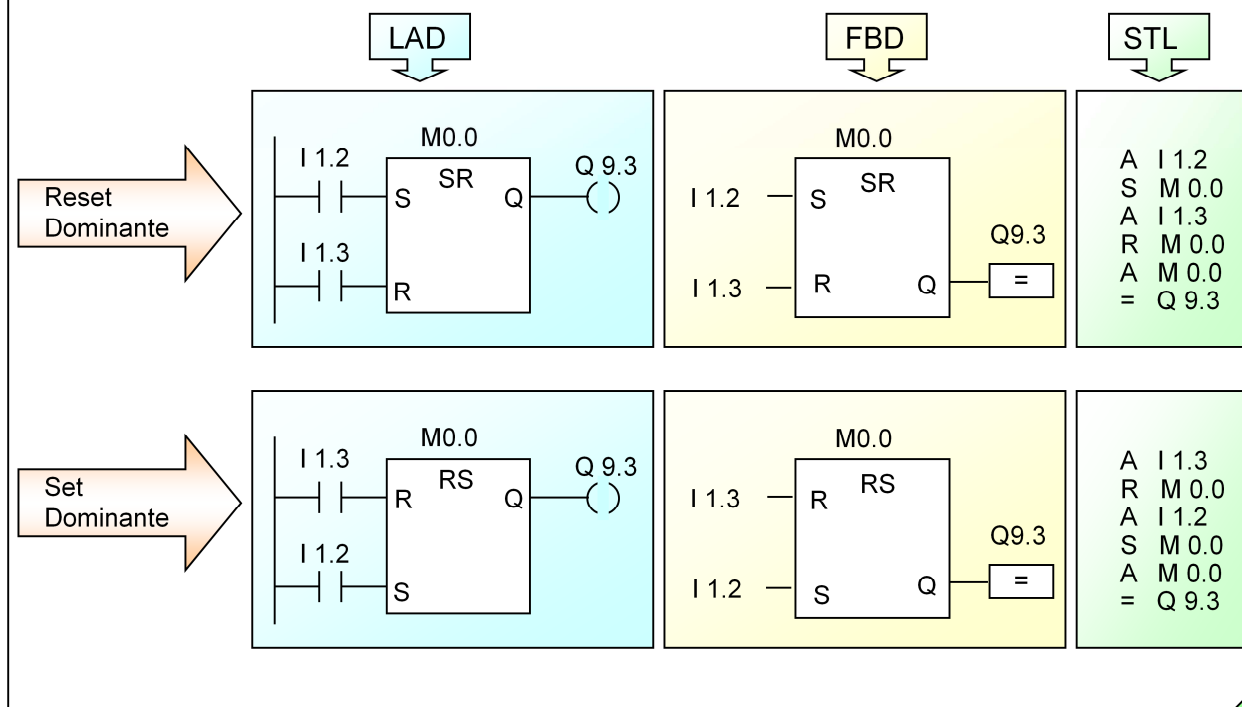 LAD
FBD
STL
Reset
Dominante
M0.0
I 1.2
SR
Q 9.3
S
Q
I 1.3
R
M0.0
SR
I 1.2
S
Q9.3
I 1.3
R
Q
=
A I 1.2
S M 0.0
A I 1.3
R M 0.0
A M 0.0
= Q 9.3
Set
Dominante
M0.0
I 1.3
RS
Q 9.3
R
Q
I 1.2
S
M0.0
RS
I 1.3
R
Q9.3
I 1.2
S
Q
=
A I 1.3
R M 0.0
A I 1.2
S M 0.0
A M 0.0
= Q 9.3